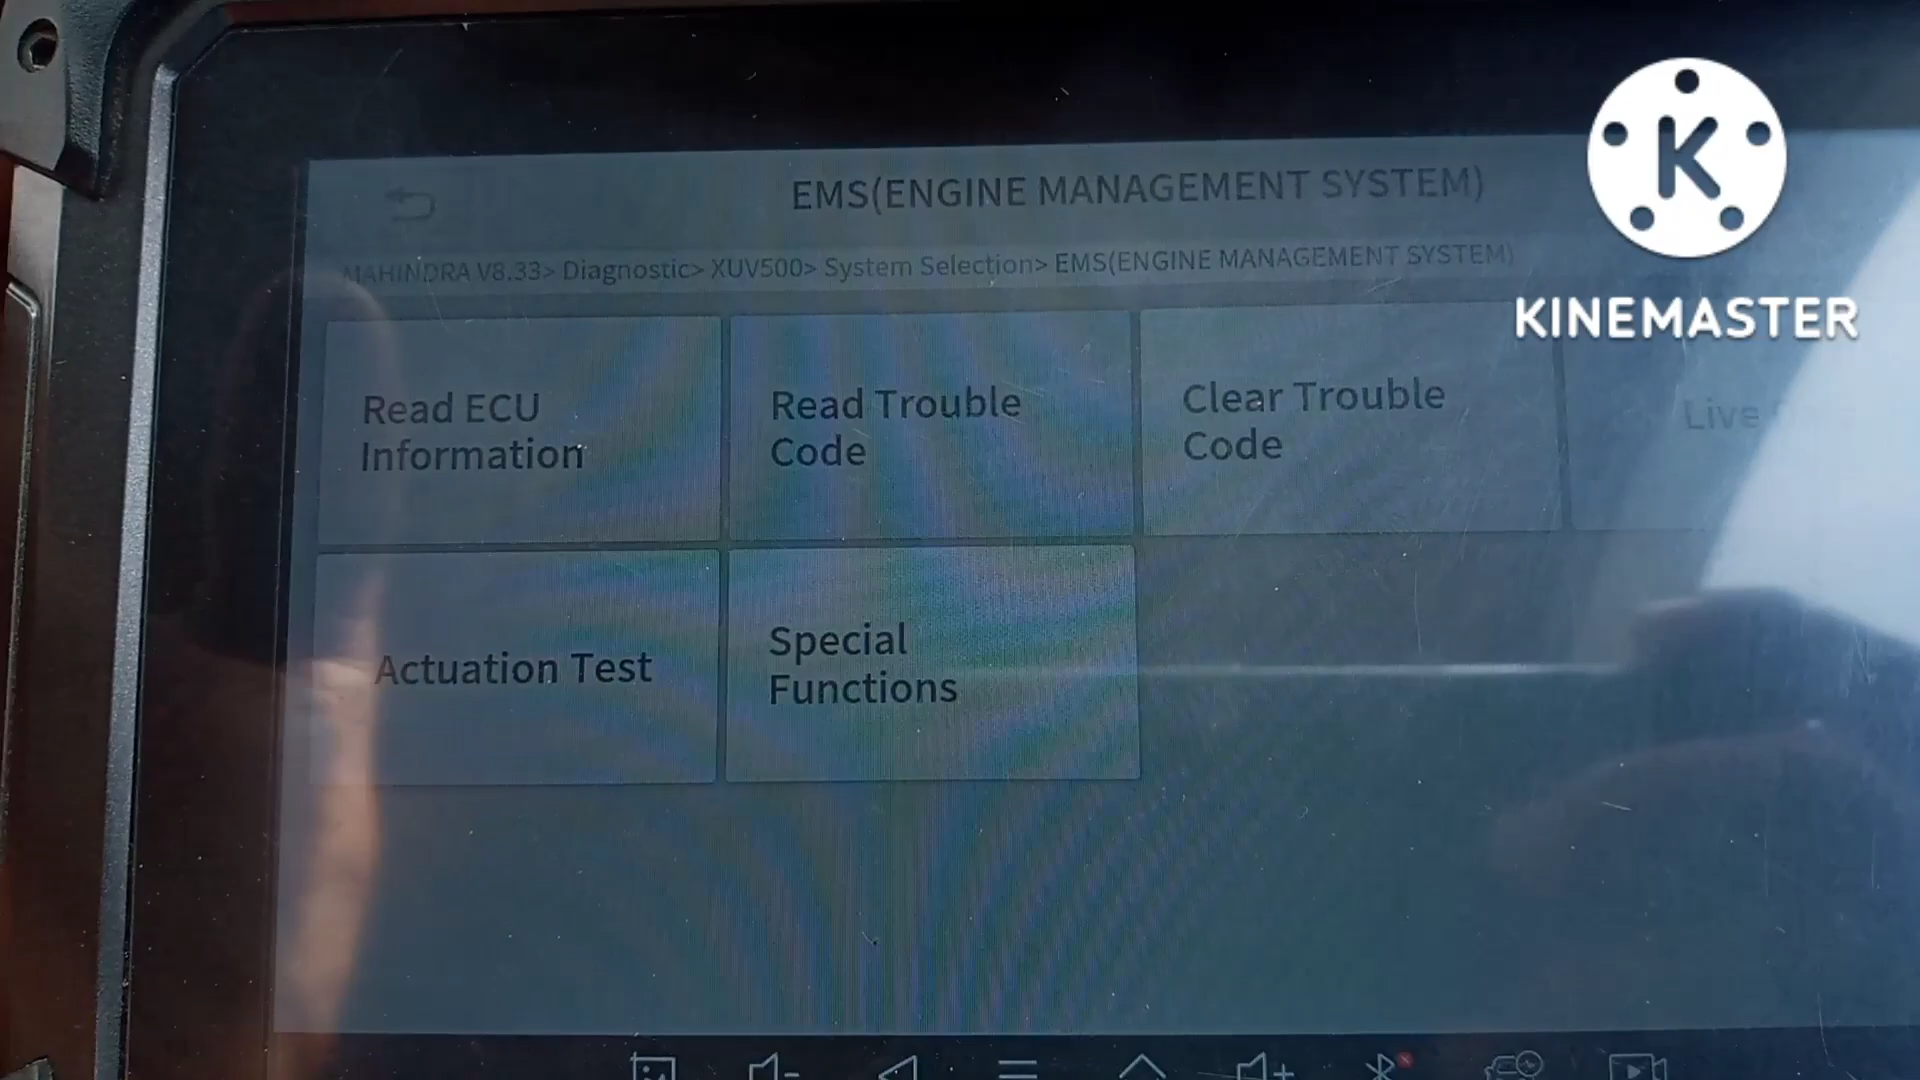 EMS(ENGINE MANAGEMENT SYSTEM)
MAHINDRA V8.33> Diagnostic> XUV500> System Selection> EMS(ENGINE MANAGEMENT SYSTEM)
K
KINEMASTER
Read ECU
Information
Read Trouble
Code
Clear Trouble
Code
Live
Actuation Test
Special
Functions